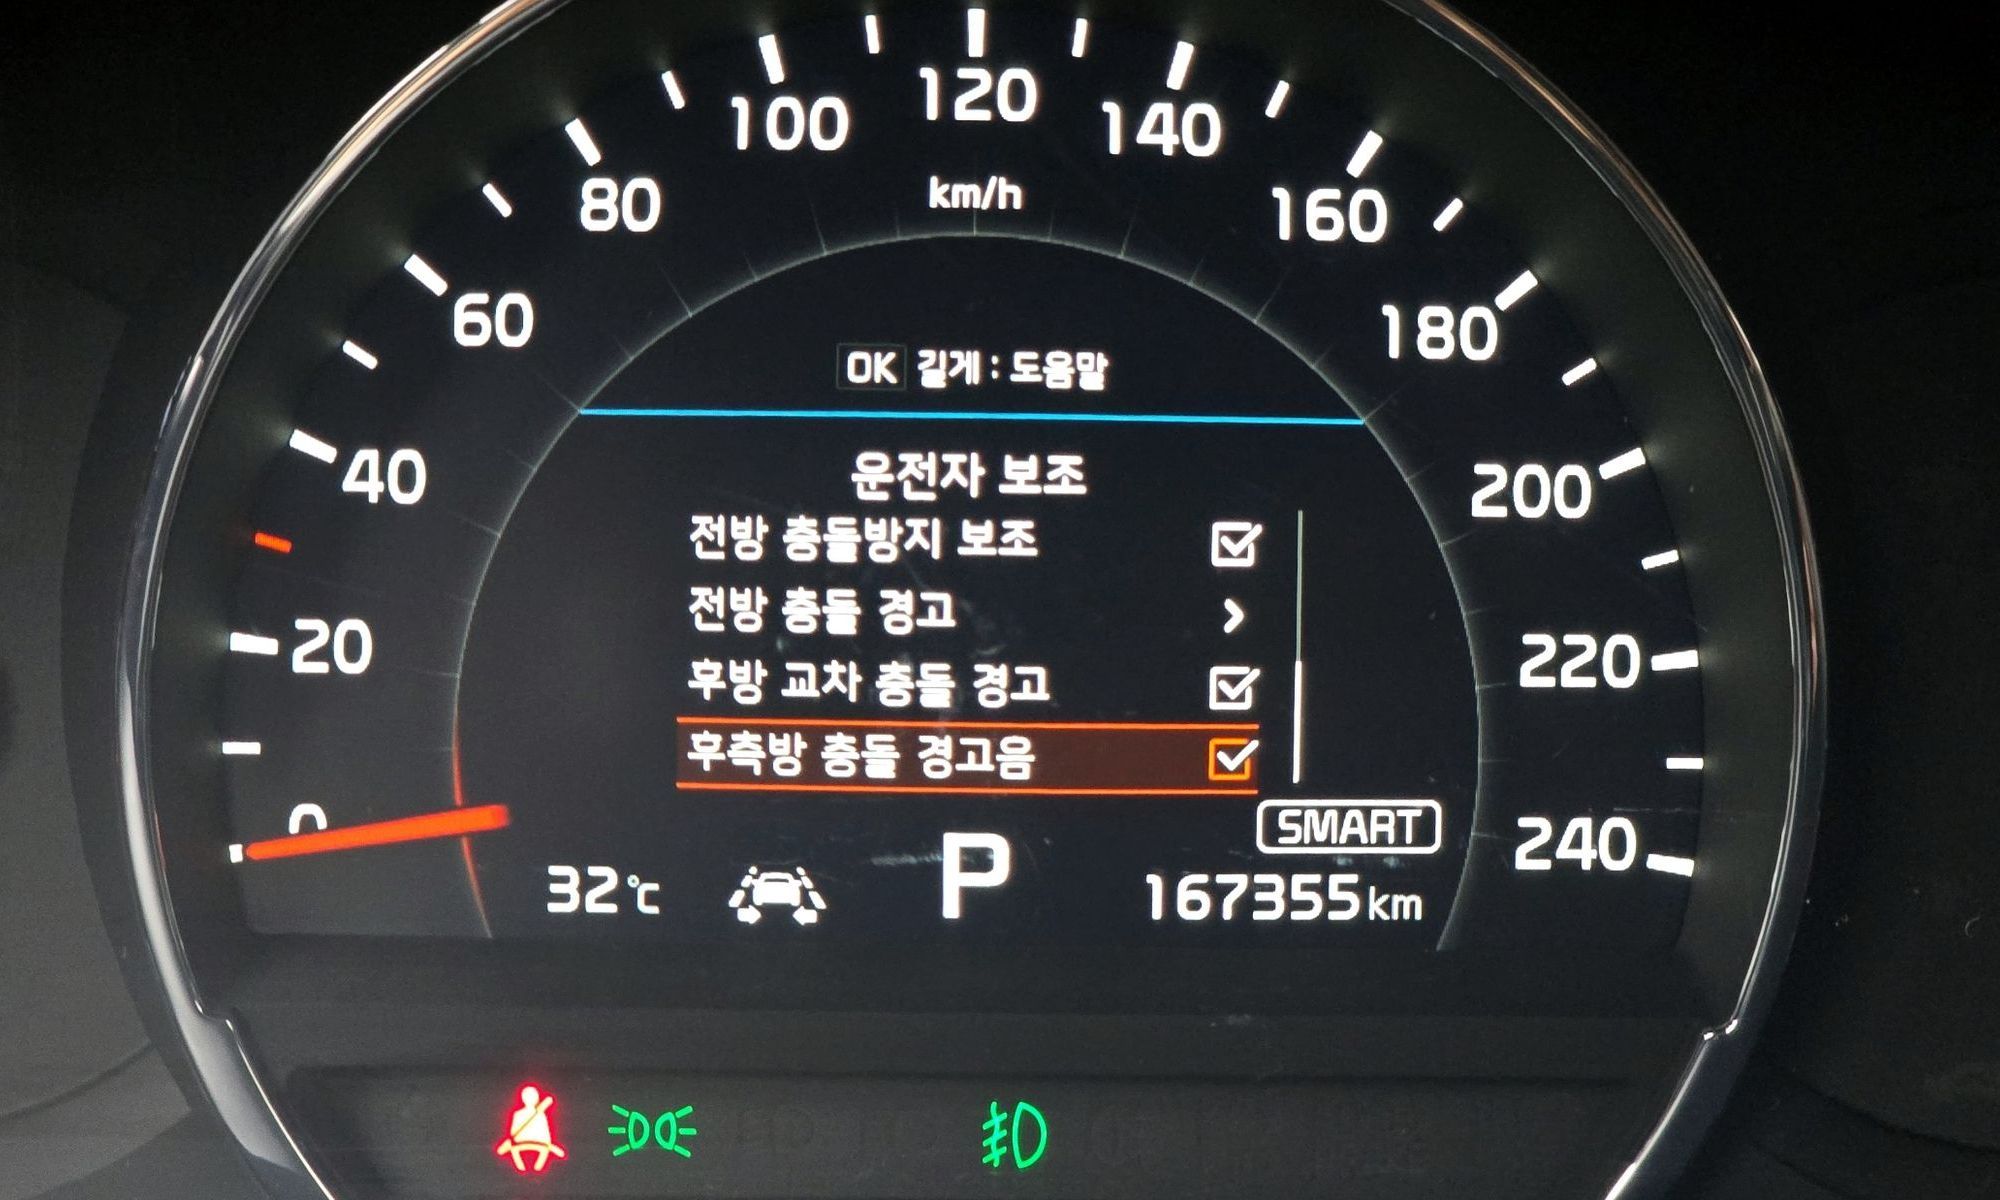 120
100
140
km/h
80
160
60
180
OK 길게 : 도움말
40
운전자 보조
200
전방 충돌방지 보조
전방 충돌 경고
20
220
후방 교차 충돌 경고
후측방 충돌 경고음
0
SMART
240
32°C
P
167355 km